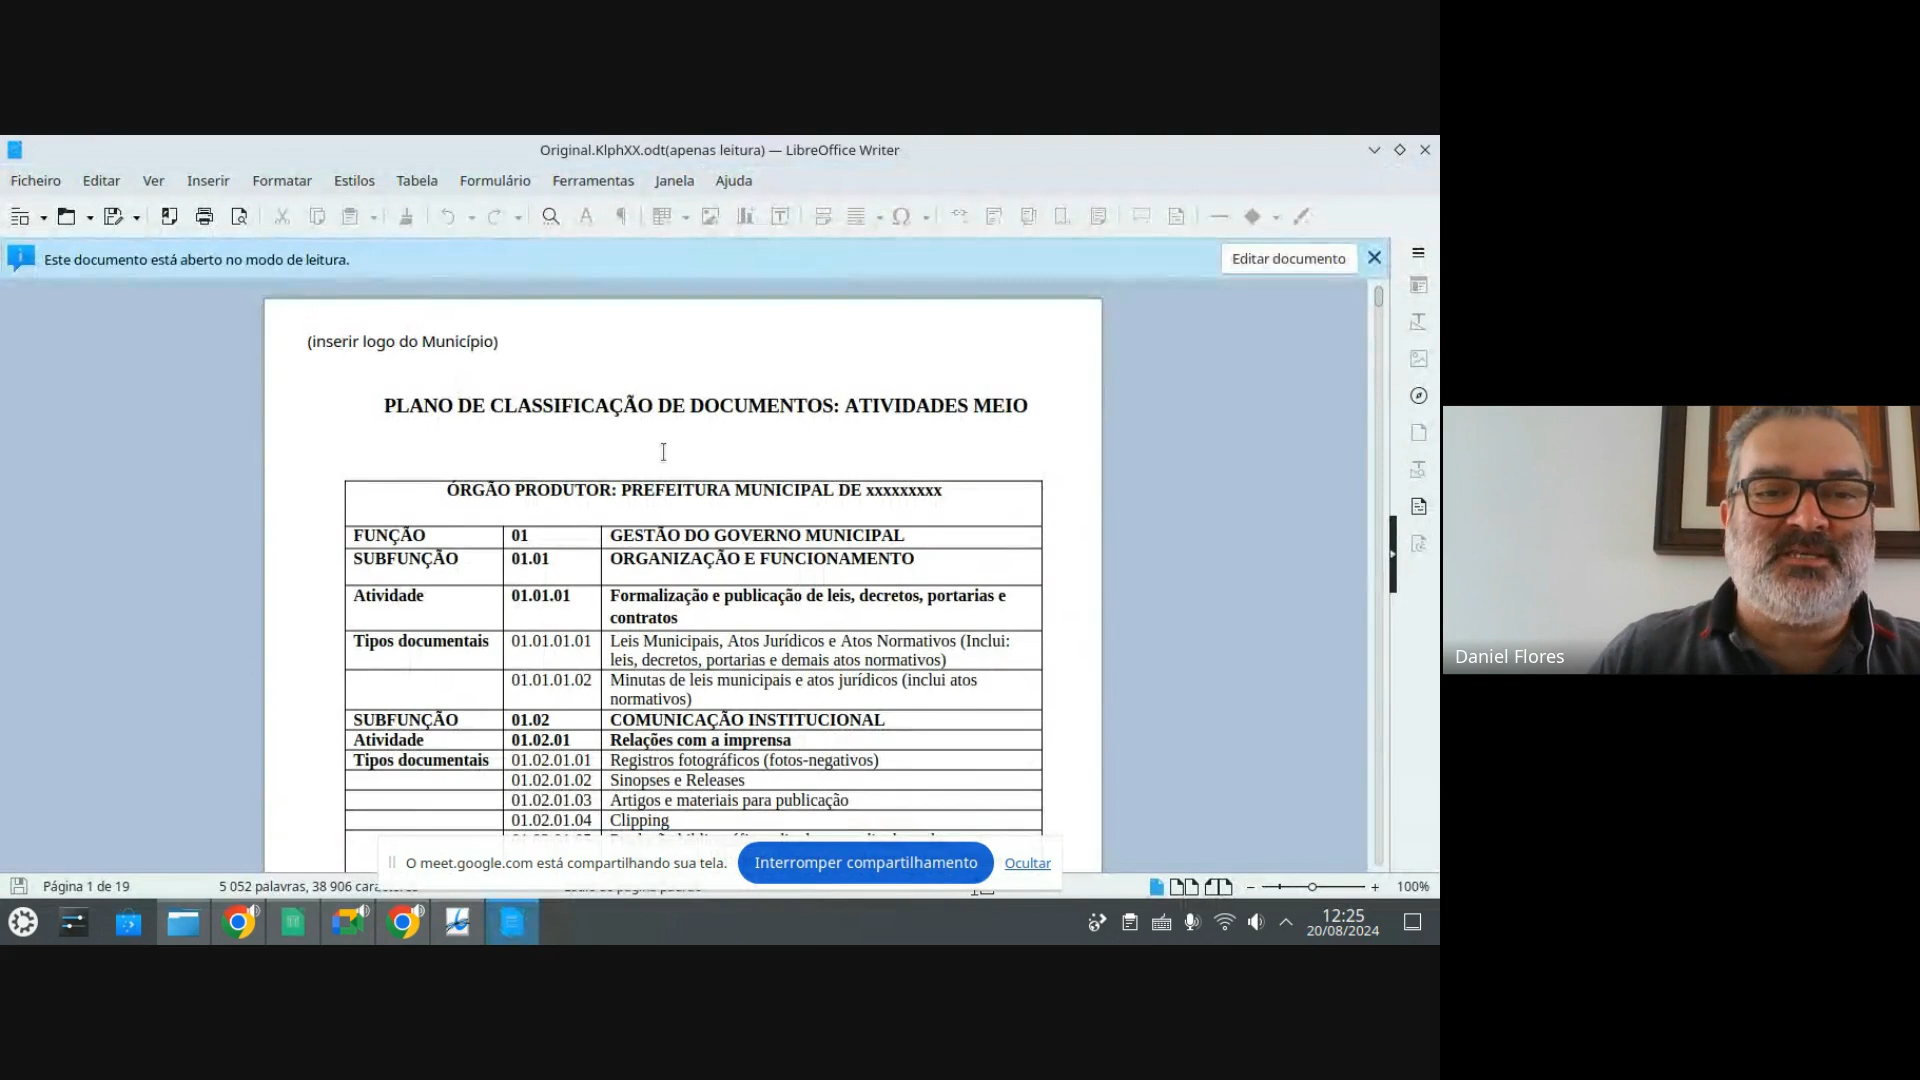 Original.KlphXX.odt(apenas leitura) — LibreOffice Writer
Ficheiro Editar Ver Inserir Formatar Estilos Tabela Formulário Ferramentas Janela Ajuda
Este documento está aberto no modo de leitura.
Editar documento
(inserir logo do Município)
PLANO DE CLASSIFICAÇÃO DE DOCUMENTOS: ATIVIDADES MEIO
ÓRGÃO PRODUTOR: PREFEITURA MUNICIPAL DE xxxxxxxxx
FUNÇÃO 01 GESTÃO DO GOVERNO MUNICIPAL
SUBFUNÇÃO 01.01 ORGANIZAÇÃO E FUNCIONAMENTO
Atividade 01.01.01 Formalização e publicação de leis, decretos, portarias e
contratos
Tipos documentais 01.01.01.01 Leis Municipais, Atos Jurídicos e Atos Normativos (Inclui:
leis, decretos, portarias e demais atos normativos)
01.01.01.02 Minutas de leis municipais e atos jurídicos (inclui atos
normativos)
SUBFUNÇÃO 01.02 COMUNICAÇÃO INSTITUCIONAL
Atividade 01.02.01 Relações com a imprensa
Tipos documentais 01.02.01.01 Registros fotográficos (fotos-negativos)
01.02.01.02 Sinopses e Releases
01.02.01.03 Artigos e materiais para publicação
01.02.01.04 Clipping
O meet.google.com está compartilhando sua tela. Interromper compartilhamento Ocultar
Página 1 de 19 5 052 palavras, 38 906 100%
12:25
20/08/2024
Daniel Flores